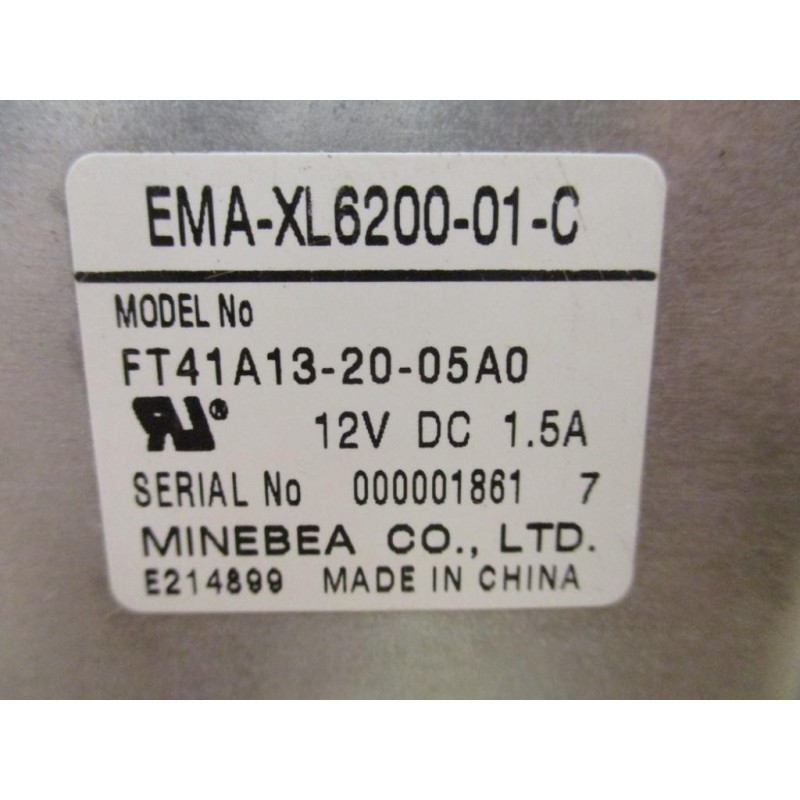 EMA-XL6200-01-C
MODEL No
FT41A13-20-05A0
RU® 12V DC 1.5A
SERIAL No 000001861 7
MINEBEA CO., LTD.
E214899 MADE IN CHINA